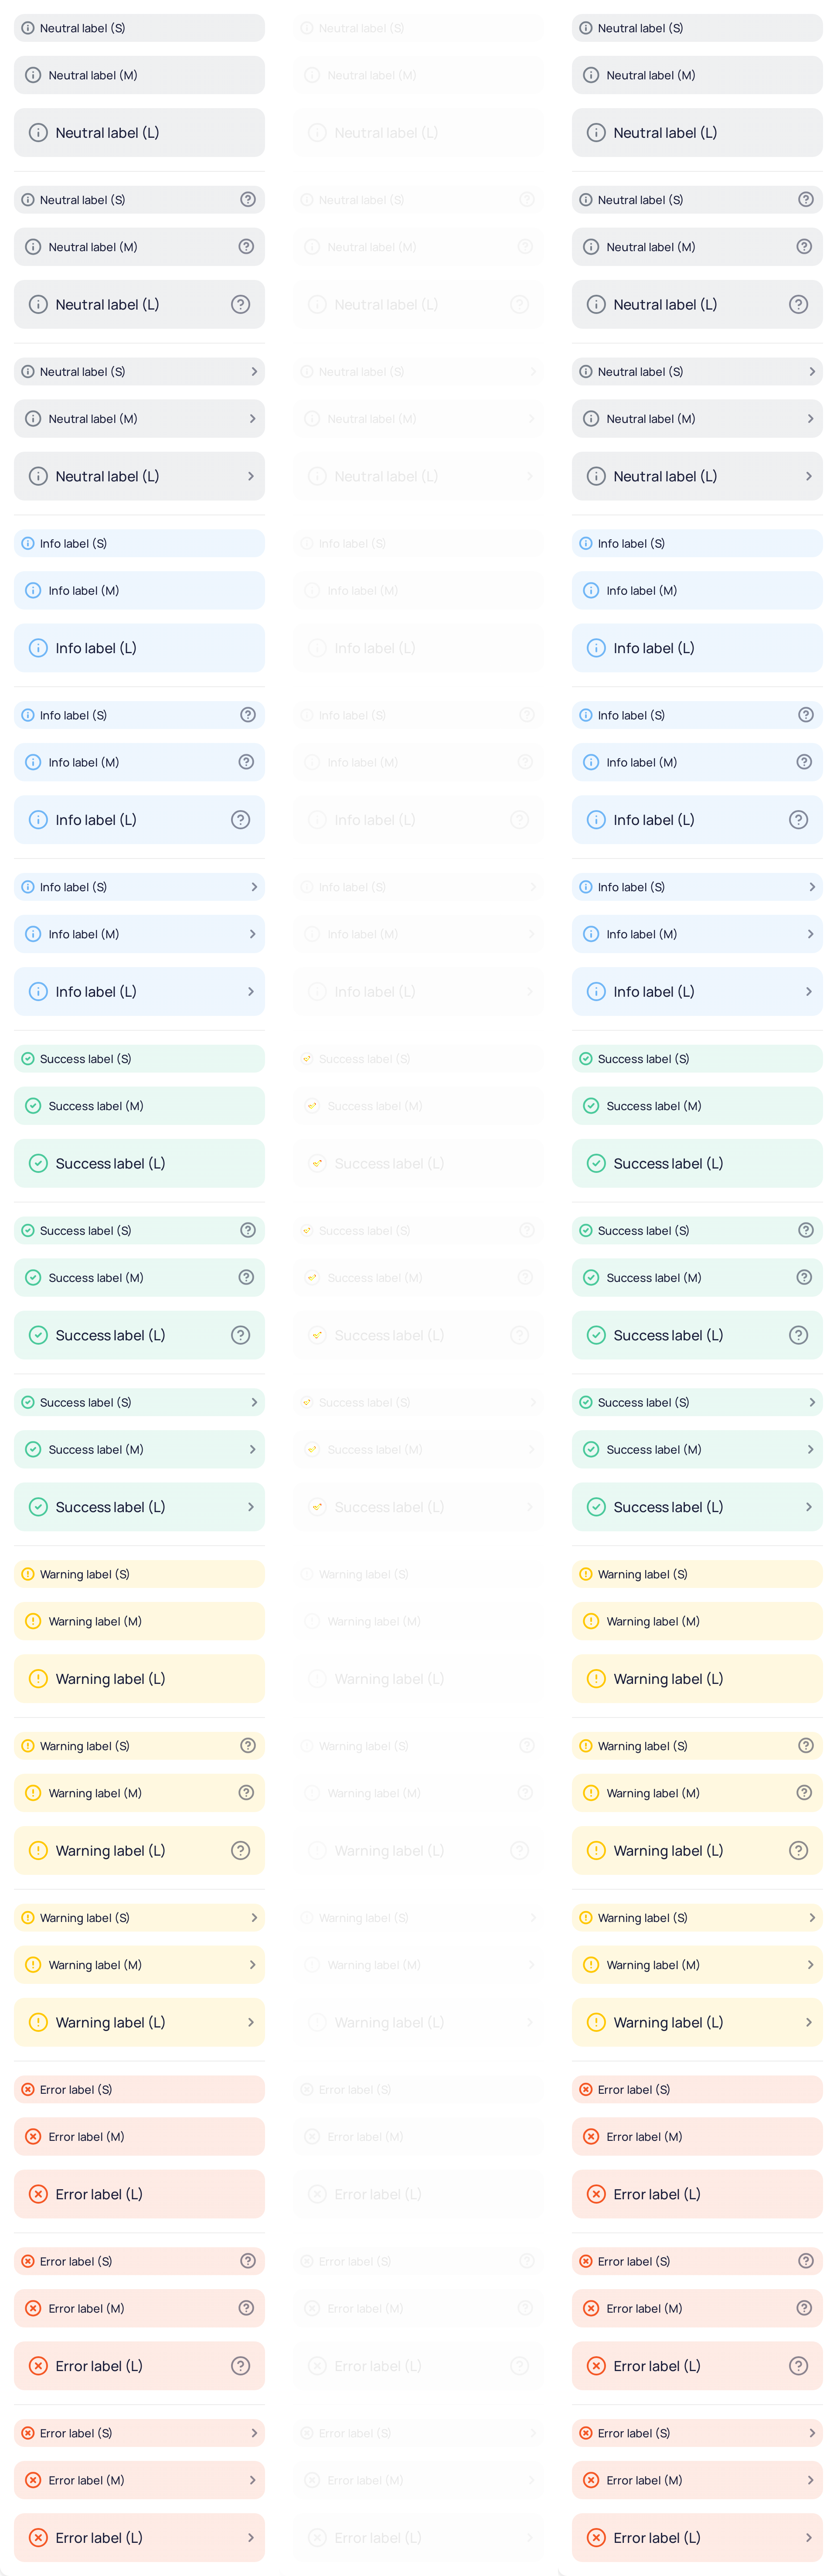 Neutral label (S) Neutral label (S) Neutral label (S)
Neutral label (M) Neutral label (M) Neutral label (M)
Neutral label (L) Neutral label (L) Neutral label (L)
Neutral label (S) Neutral label (S) Neutral label (S)
Neutral label (M) Neutral label (M) Neutral label (M)
Neutral label (L) Neutral label (L) Neutral label (L)
Neutral label (S) Neutral label (S) Neutral label (S)
Neutral label (M) Neutral label (M) Neutral label (M)
Neutral label (L) Neutral label (L) Neutral label (L)
Info label (S) Info label (S) Info label (S)
Info label (M) Info label (M) Info label (M)
Info label (L) Info label (L) Info label (L)
Info label (S) Info label (S) Info label (S)
Info label (M) Info label (M) Info label (M)
Info label (L) Info label (L) Info label (L)
Info label (S) Info label (S) Info label (S)
Info label (M) Info label (M) Info label (M)
Info label (L) Info label (L) Info label (L)
Success label (S) Success label (S) Success label (S)
Success label (M) Success label (M) Success label (M)
Success label (L) Success label (L) Success label (L)
Success label (S) Success label (S) Success label (S)
Success label (M) Success label (M) Success label (M)
Success label (L) Success label (L) Success label (L)
Success label (S) Success label (S) Success label (S)
Success label (M) Success label (M) Success label (M)
Success label (L) Success label (L) Success label (L)
Warning label (S) Warning label (S) Warning label (S)
Warning label (M) Warning label (M) Warning label (M)
Warning label (L) Warning label (L) Warning label (L)
Warning label (S) Warning label (S) Warning label (S)
Warning label (M) Warning label (M) Warning label (M)
Warning label (L) Warning label (L) Warning label (L)
Warning label (S) Warning label (S) Warning label (S)
Warning label (M) Warning label (M) Warning label (M)
Warning label (L) Warning label (L) Warning label (L)
Error label (S) Error label (S) Error label (S)
Error label (M) Error label (M) Error label (M)
Error label (L) Error label (L) Error label (L)
Error label (S) Error label (S) Error label (S)
Error label (M) Error label (M) Error label (M)
Error label (L) Error label (L) Error label (L)
Error label (S) Error label (S) Error label (S)
Error label (M) Error label (M) Error label (M)
Error label (L) Error label (L) Error label (L)